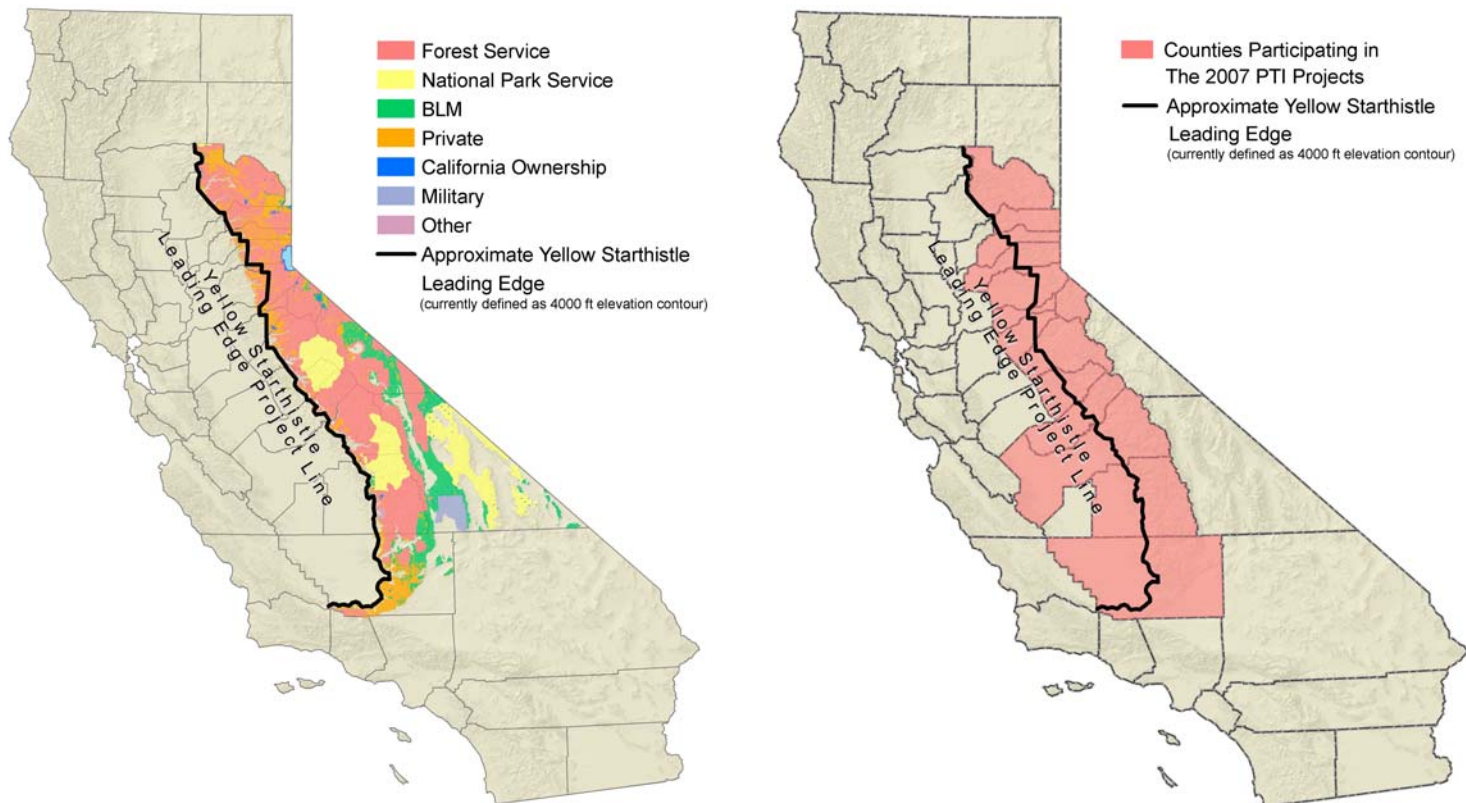 Forest Service
National Park Service
BLM
Private
California Ownership
Military
Other
Approximate Yellow Starthistle
Leading Edge
(currently defined as 4000 ft elevation contour)
Yellow Starthistle
Leading Edge Project Line
Counties Participating in
The 2007 PTI Projects
Approximate Yellow Starthistle
Leading Edge
(currently defined as 4000 ft elevation contour)
Yellow Starthistle
Leading Edge Project Line